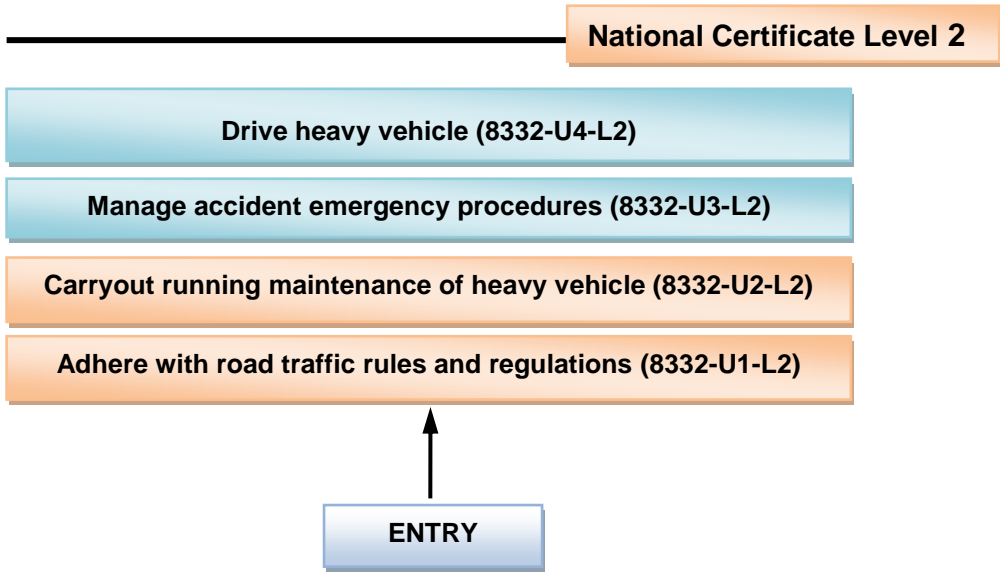 National Certificate Level 2
Drive heavy vehicle (8332-U4-L2)
Manage accident emergency procedures (8332-U3-L2)
Carryout running maintenance of heavy vehicle (8332-U2-L2)
Adhere with road traffic rules and regulations (8332-U1-L2)
ENTRY